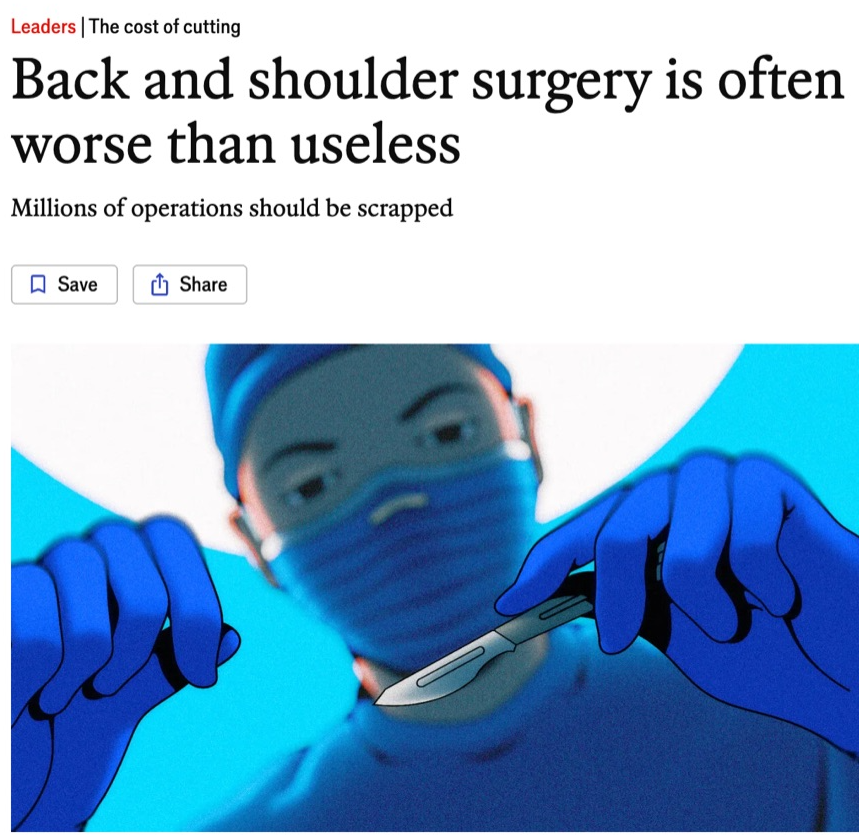 Leaders | The cost of cutting
Back and shoulder surgery is often
worse than useless
Millions of operations should be scrapped
Save
Share